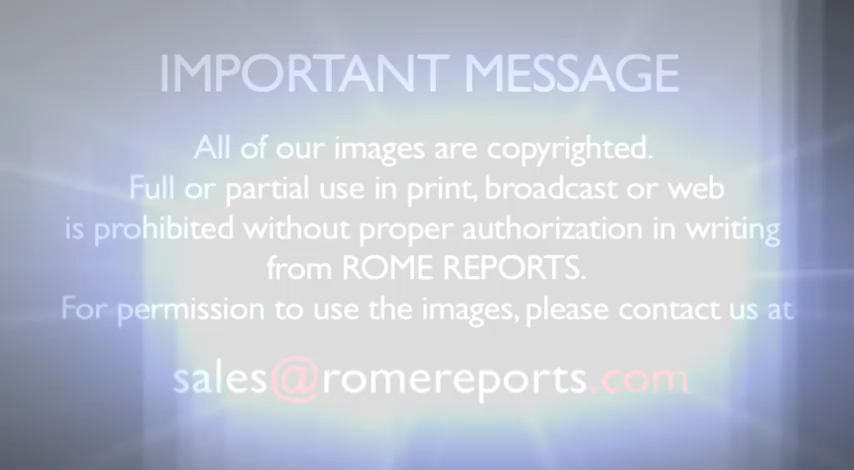 IMPORTANT MESSAGE
All of our images are copyrighted.
Full or partial use in print, broadcast or web
is prohibited without proper authorization in writing
from ROME REPORTS.
For permission to use the images, please contact us at
sales@romereports.com